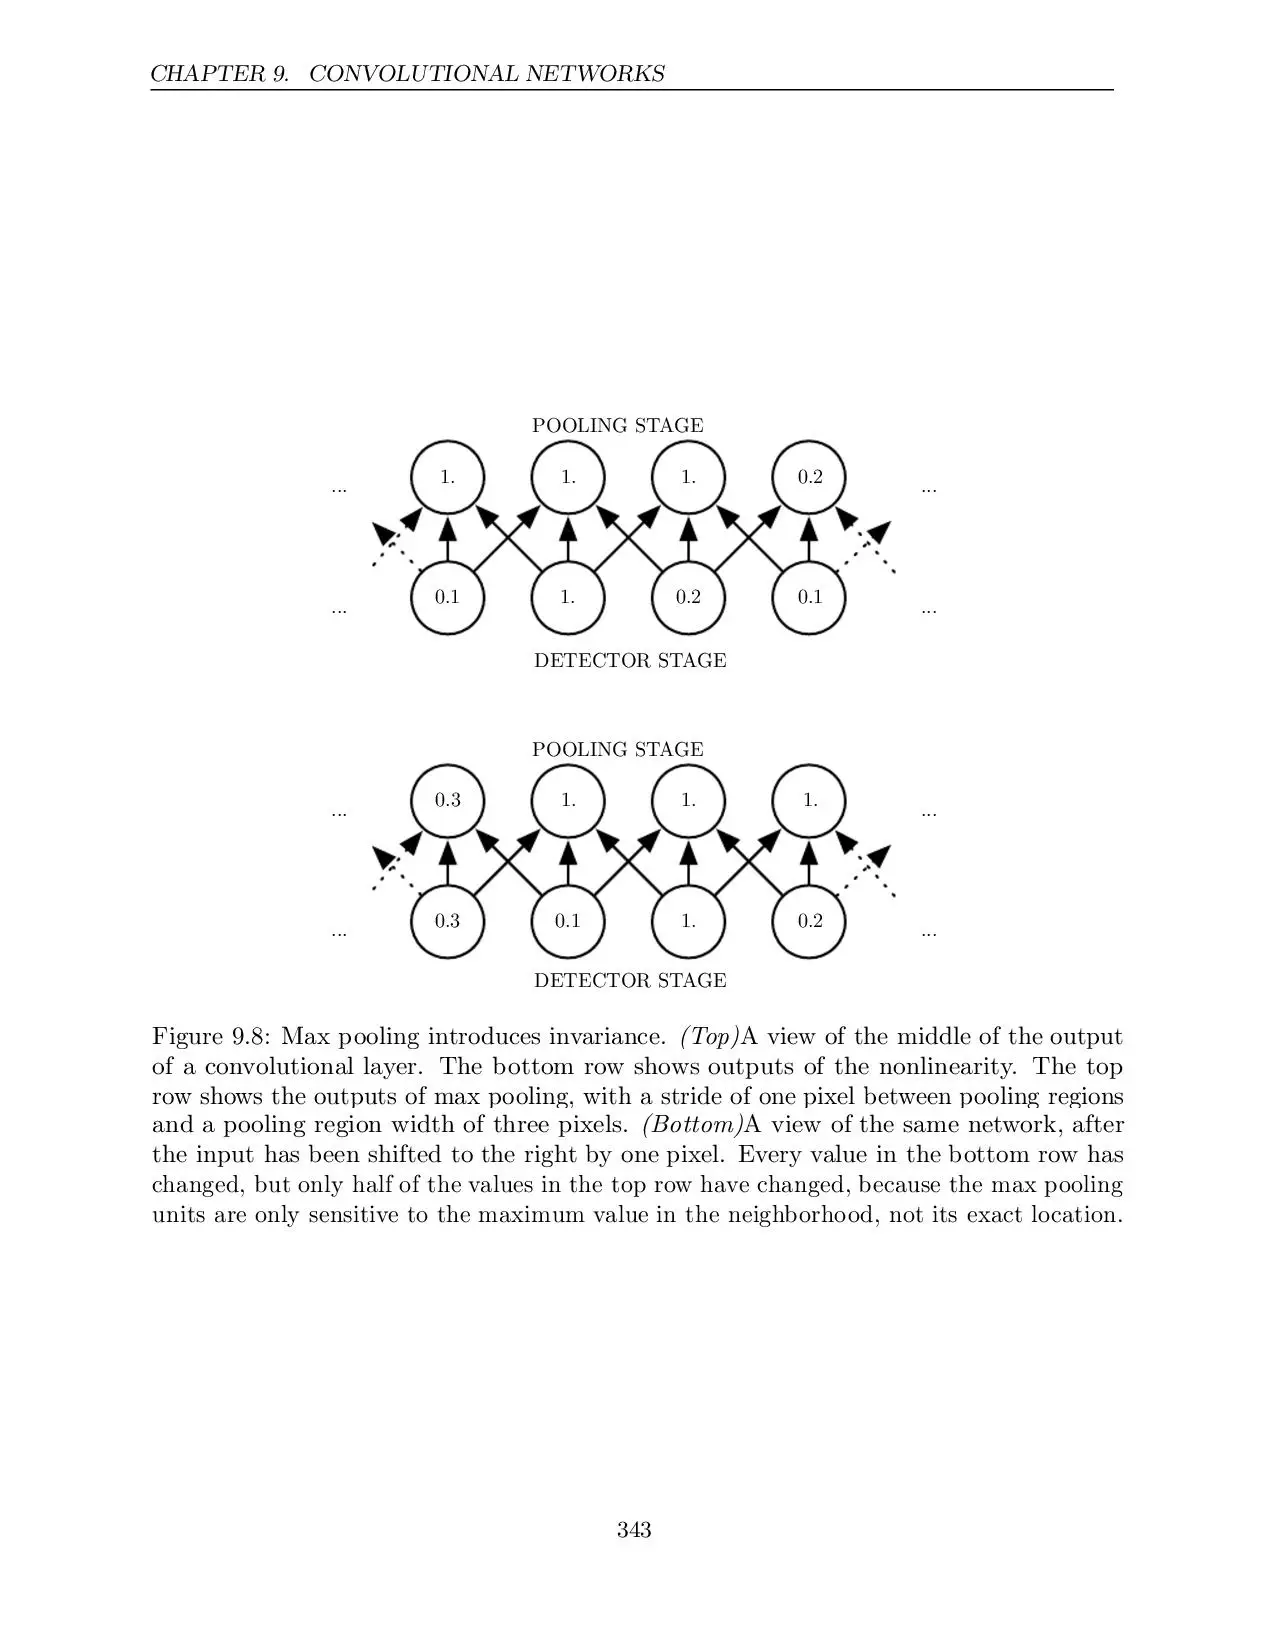 CHAPTER 9. CONVOLUTIONAL NETWORKS
POOLING STAGE
... 1. 1. 1. 0.2 ...
... 0.1 1. 0.2 0.1 ...
DETECTOR STAGE
POOLING STAGE
... 0.3 1. 1. 1. ...
... 0.3 0.1 1. 0.2 ...
DETECTOR STAGE
Figure 9.8: Max pooling introduces invariance. (Top)A view of the middle of the output
of a convolutional layer. The bottom row shows outputs of the nonlinearity. The top
row shows the outputs of max pooling, with a stride of one pixel between pooling regions
and a pooling region width of three pixels. (Bottom)A view of the same network, after
the input has been shifted to the right by one pixel. Every value in the bottom row has
changed, but only half of the values in the top row have changed, because the max pooling
units are only sensitive to the maximum value in the neighborhood, not its exact location.
343